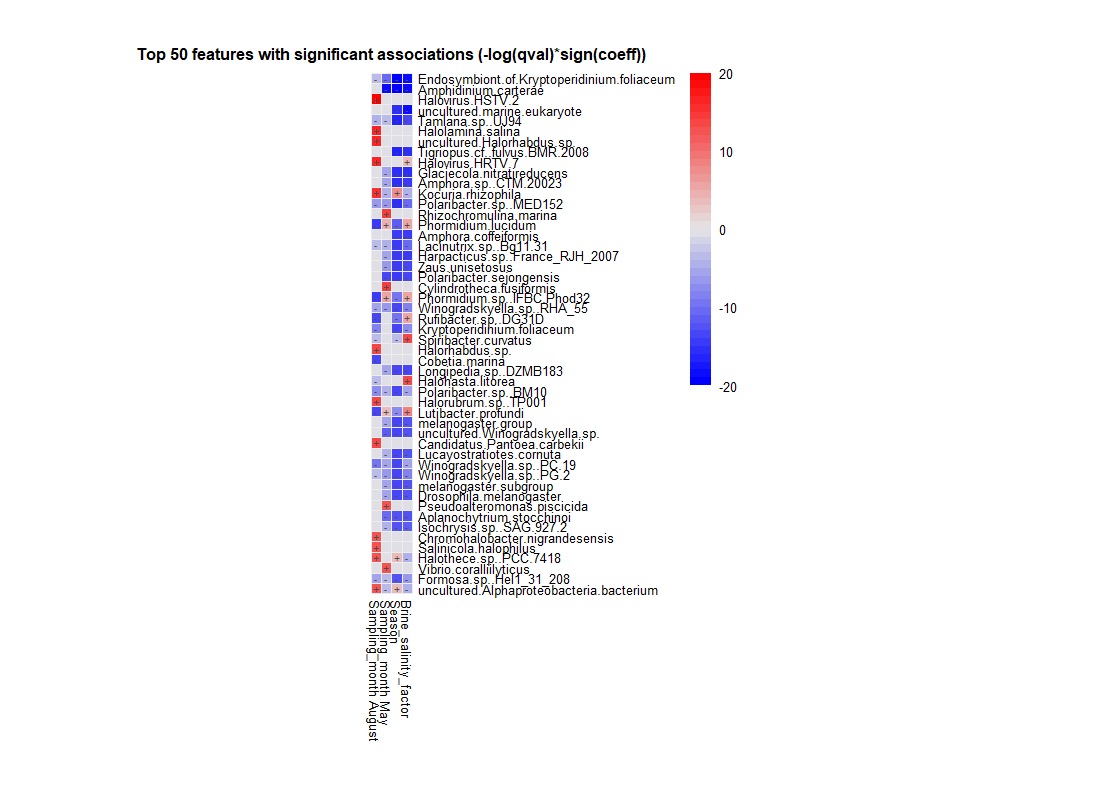 Top 50 features with significant associations (-log(qval)*sign(coeff))
Endosymbiont.of.Kryptoperidinium.foliaceum
Amphidinium.carterae
Halovirus.HSTV.2
uncultured.marine.eukaryote
Tamlana.sp..UJ94
Halolamina.salina
uncultured.Halorhabdus.sp.
Tigriopus.cf..fulvus.BMR.2008
Halovirus.HRTV.7
Glaciecola.nitratireducens
Amphora.sp..CTM.20023
Kocuria.rhizophila
Polaribacter.sp..MED152
Rhizochromulina.marina
Phormidium.lucidum
Amphora.coffeiformis
Lacinutrix.sp..Bg11.31
Harpacticus.sp..France_RJH_2007
Zaus.unisetosus
Polaribacter.sejongensis
Cylindrotheca.fusiformis
Phormidium.sp..IFBC.Phod32
Winogradskyella.sp..RHA_55
Rufibacter.sp..DG31D
Kryptoperidinium.foliaceum
Spiribacter.curvatus
Halorhabdus.sp.
Cobetia.marina
Longipedia.sp..DZMB183
Halohasta.litorea
Polaribacter.sp..BM10
Halorubrum.sp..TP001
Lutibacter.profundi
melanogaster.group
uncultured.Winogradskyella.sp.
Candidatus.Pantoea.carbekii
Lucayostratiotes.cornuta
Winogradskyella.sp..PC.19
Winogradskyella.sp..PG.2
melanogaster.subgroup
Drosophila.melanogaster
Pseudoalteromonas.piscicida
Aplanochytrium.stocchinoi
Isochrysis.sp..SAG.927.2
Chromohalobacter.nigrandesensis
Salinicola.halophilus
Halothece.sp..PCC.7418
Vibrio.coralliilyticus
Formosa.sp..Hel1_31_208
uncultured.Alphaproteobacteria.bacterium
Sampling_month August
Sampling_month May
Season
Brine_salinity_factor
20
10
0
-10
-20